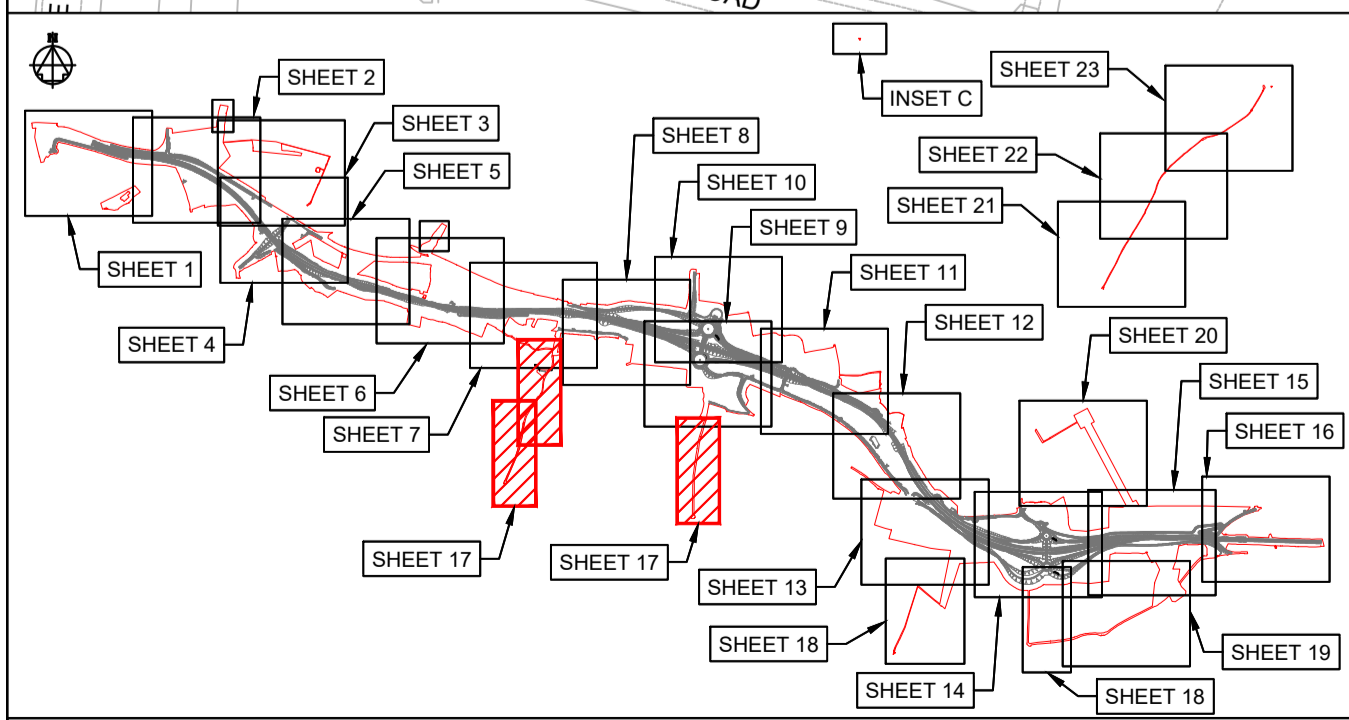 SHEET 2
SHEET 3
SHEET 5
SHEET 1
SHEET 4
SHEET 6
SHEET 7
SHEET 8
SHEET 10
SHEET 9
SHEET 11
SHEET 12
INSET C
SHEET 23
SHEET 22
SHEET 21
SHEET 20
SHEET 15
SHEET 16
SHEET 17
SHEET 17
SHEET 13
SHEET 18
SHEET 14
SHEET 18
SHEET 19